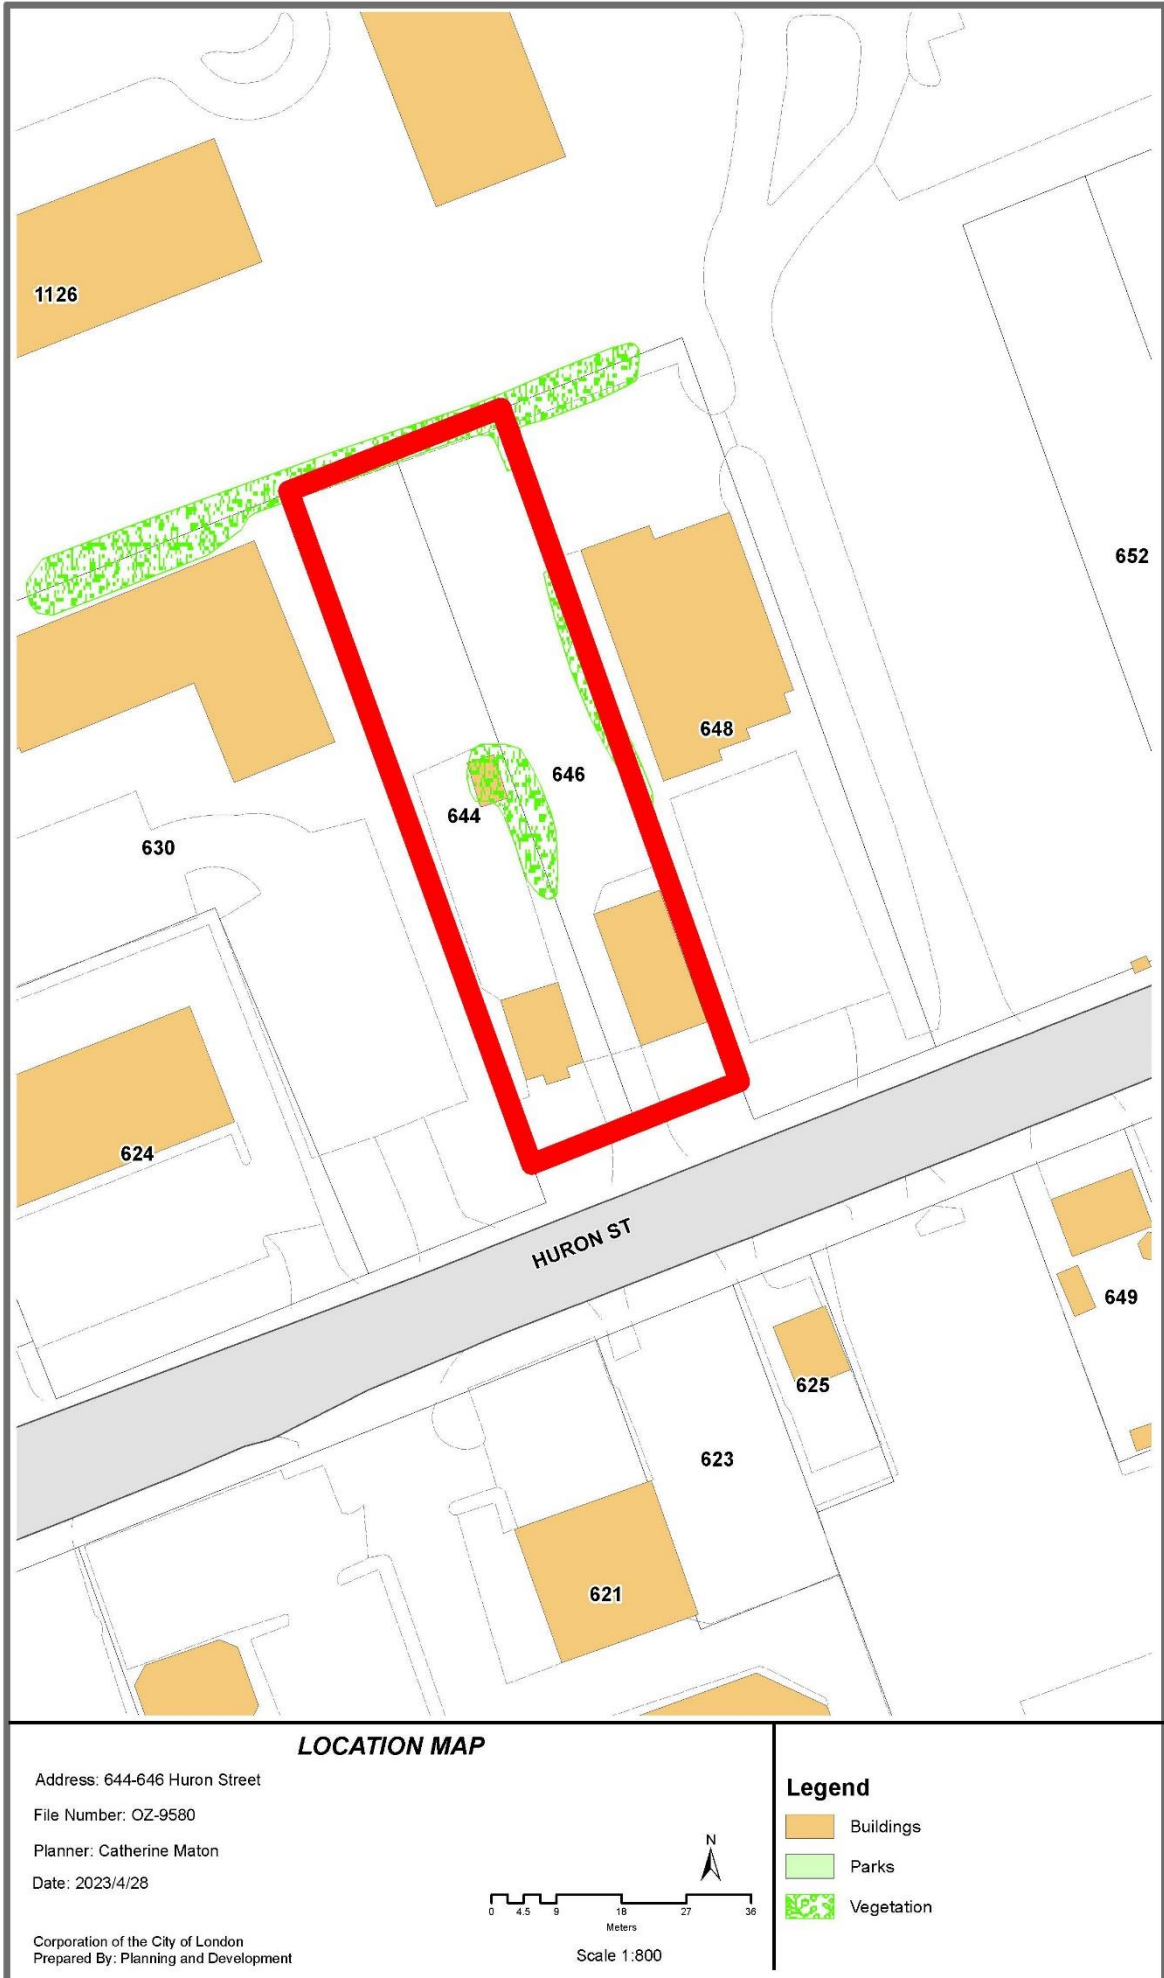 1126
652
648
646
644
630
624
HURON ST
649
625
623
621
LOCATION MAP
Address: 644-646 Huron Street
File Number: OZ-9580
Planner: Catherine Maton
Date: 2023/4/28
Corporation of the City of London
Prepared By: Planning and Development
N
0 4.5 9 18 27 36
Meters
Scale 1:800
Legend
Buildings
Parks
Vegetation